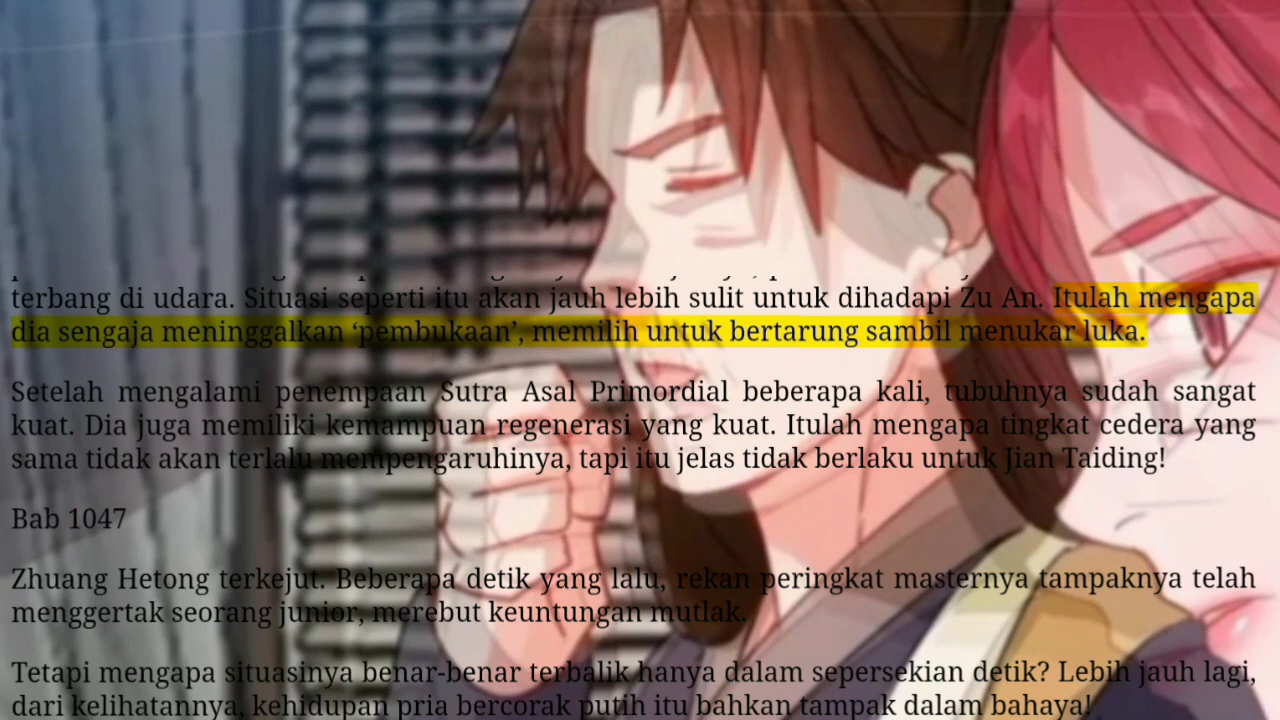 terbang di udara. Situasi seperti itu akan jauh lebih sulit untuk dihadapi Zu An. Itulah mengapa
dia sengaja meninggalkan ‘pembukaan’, memilih untuk bertarung sambil menukar luka.
Setelah mengalami penempaan Sutra Asal Primordial beberapa kali, tubuhnya sudah sangat
kuat. Dia juga memiliki kemampuan regenerasi yang kuat. Itulah mengapa tingkat cedera yang
sama tidak akan terlalu mempengaruhinya, tapi itu jelas tidak berlaku untuk Jian Taiding!
Bab 1047
Zhuang Hetong terkejut. Beberapa detik yang lalu, rekan peringkat masternya tampaknya telah
menggertak seorang junior, merebut keuntungan mutlak.
Tetapi mengapa situasinya benar-benar terbalik hanya dalam sepersekian detik? Lebih jauh lagi,
dari kelihatannya, kehidupan pria bercorak putih itu bahkan tampak dalam bahaya!